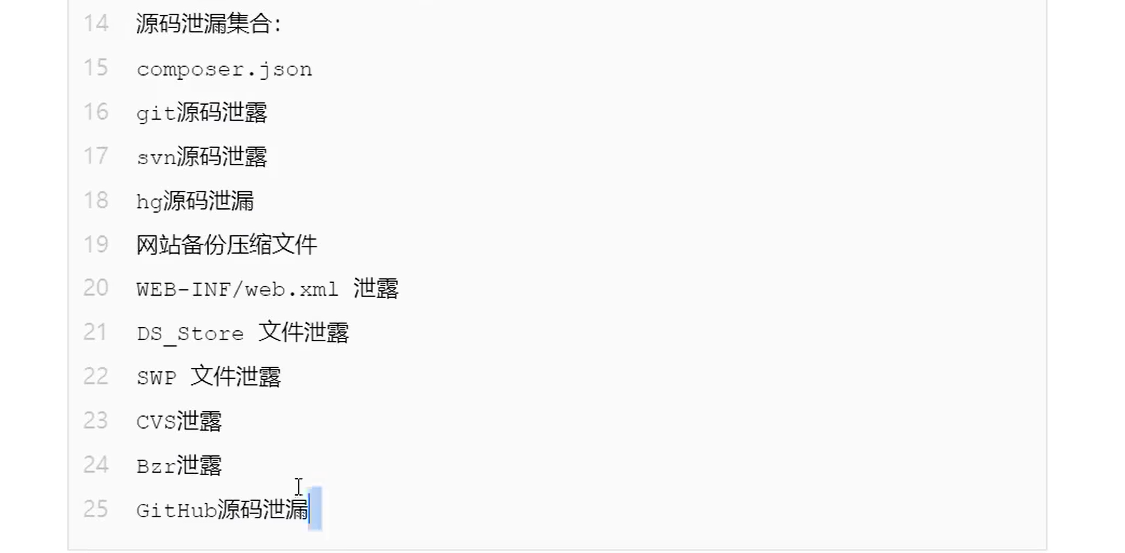 14 源码泄漏集合:
15 composer.json
16 git源码泄露
17 svn源码泄露
18 hg源码泄漏
19 网站备份压缩文件
20 WEB-INF/web.xml 泄露
21 DS_Store 文件泄露
22 SWP 文件泄露
23 CVS泄露
24 Bzr泄露
25 GitHub源码泄漏